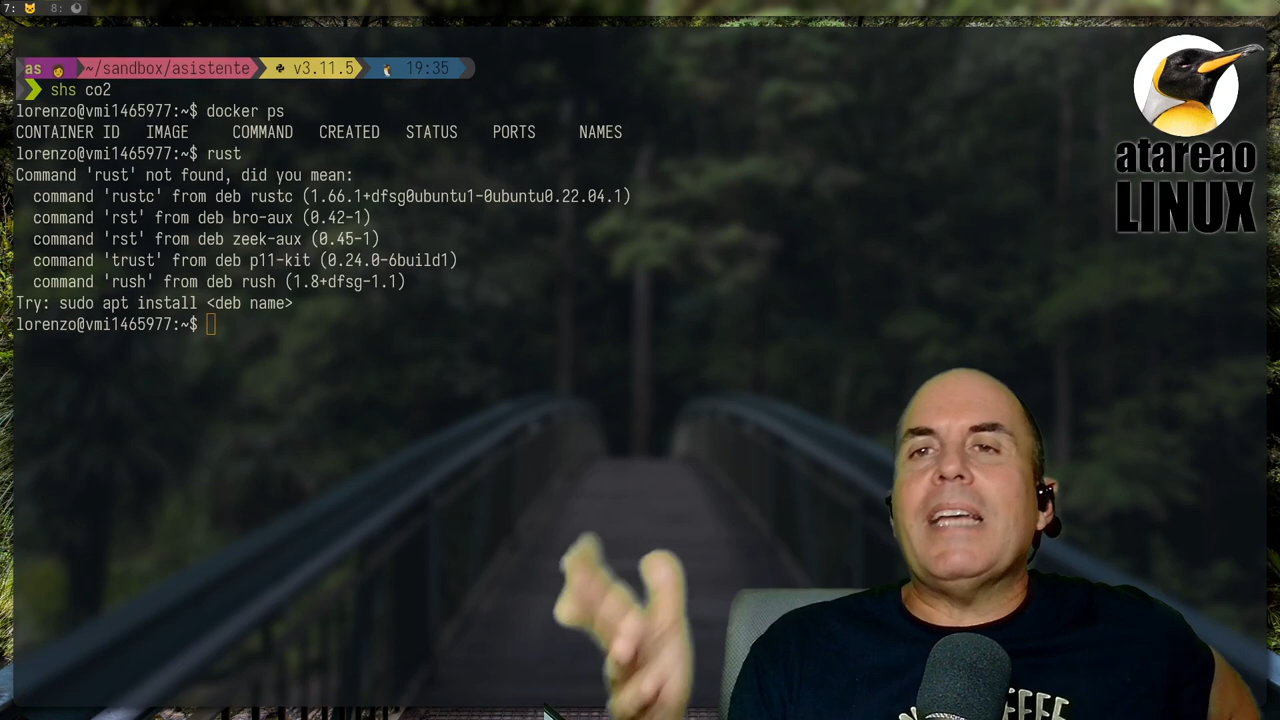 7: 8:
as ~/sandbox/asistente v3.11.5 19:35
shs co2
lorenzo@vmi1465977:~$ docker ps
CONTAINER ID IMAGE COMMAND CREATED STATUS PORTS NAMES
lorenzo@vmi1465977:~$ rust
Command 'rust' not found, did you mean:
command 'rustc' from deb rustc (1.66.1+dfsg0ubuntu1-0ubuntu0.22.04.1)
command 'rst' from deb bro-aux (0.42-1)
command 'rst' from deb zeek-aux (0.45-1)
command 'trust' from deb p11-kit (0.24.0-6build1)
command 'rush' from deb rush (1.8+dfsg-1.1)
Try: sudo apt install <deb name>
lorenzo@vmi1465977:~$
atareao
LINUX